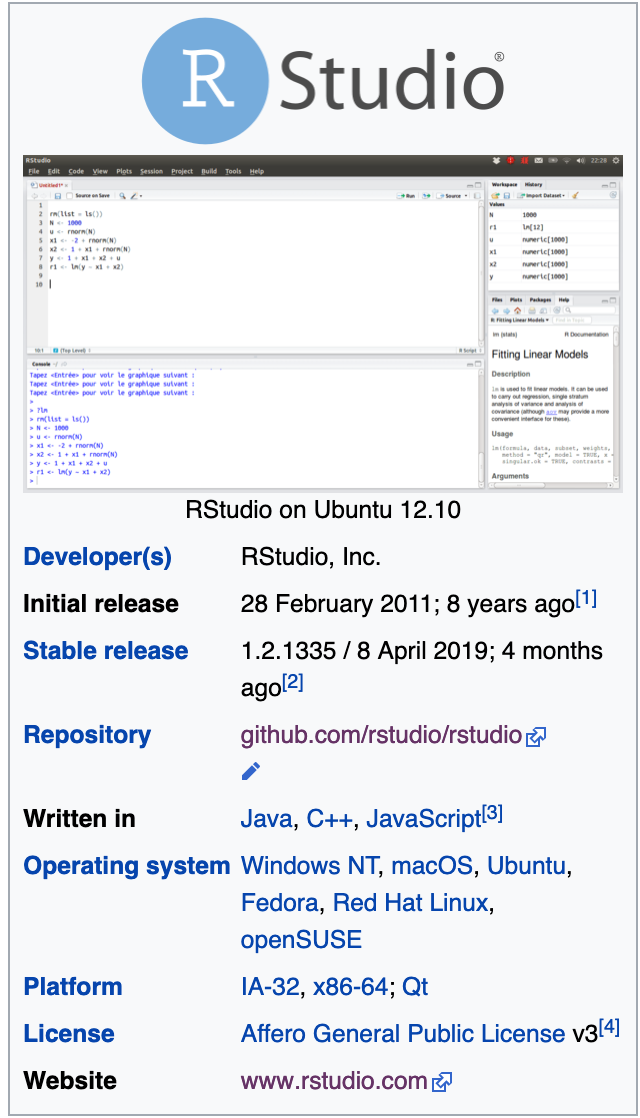 R Studio®
RStudio
22:28
File Edit Code View Plots Session Project Build Tools Help
Untitled1*
Source on Save
Run
Source
1
2 rm(list = ls())
3 N <- 1000
4 u <- rnorm(N)
5 x1 <- -2 + rnorm(N)
6 x2 <- 1 + x1 + rnorm(N)
7 y <- 1 + x1 + x2 + u
8 r1 <- lm(y ~ x1 + x2)
9
10
10:1 (Top Level)
R Script
Console
Tapez <Entrée> pour voir le graphique suivant :
Tapez <Entrée> pour voir le graphique suivant :
Tapez <Entrée> pour voir le graphique suivant :
>
> ?lm
> rm(list = ls())
> N <- 1000
> u <- rnorm(N)
> x1 <- -2 + rnorm(N)
> x2 <- 1 + x1 + rnorm(N)
> y <- 1 + x1 + x2 + u
> r1 <- lm(y ~ x1 + x2)
>
Workspace History
Import Dataset
Values
N 1000
r1 lm[12]
u numeric[1000]
x1 numeric[1000]
x2 numeric[1000]
y numeric[1000]
Files Plots Packages Help
R: Fitting Linear Models
Find in Topic
lm {stats} R Documentation
Fitting Linear Models
Description
lm is used to fit linear models. It can be used
to carry out regression, single stratum
analysis of variance and analysis of
covariance (although aov may provide a more
convenient interface for these).
Usage
lm(formula, data, subset, weights,
method = "qr", model = TRUE, x =
singular.ok = TRUE, contrasts =
Arguments
RStudio on Ubuntu 12.10
Developer(s) RStudio, Inc.
Initial release 28 February 2011; 8 years ago[1]
Stable release 1.2.1335 / 8 April 2019; 4 months
ago[2]
Repository github.com/rstudio/rstudio
Written in Java, C++, JavaScript[3]
Operating system Windows NT, macOS, Ubuntu,
Fedora, Red Hat Linux,
openSUSE
Platform IA-32, x86-64; Qt
License Affero General Public License v3[4]
Website www.rstudio.com